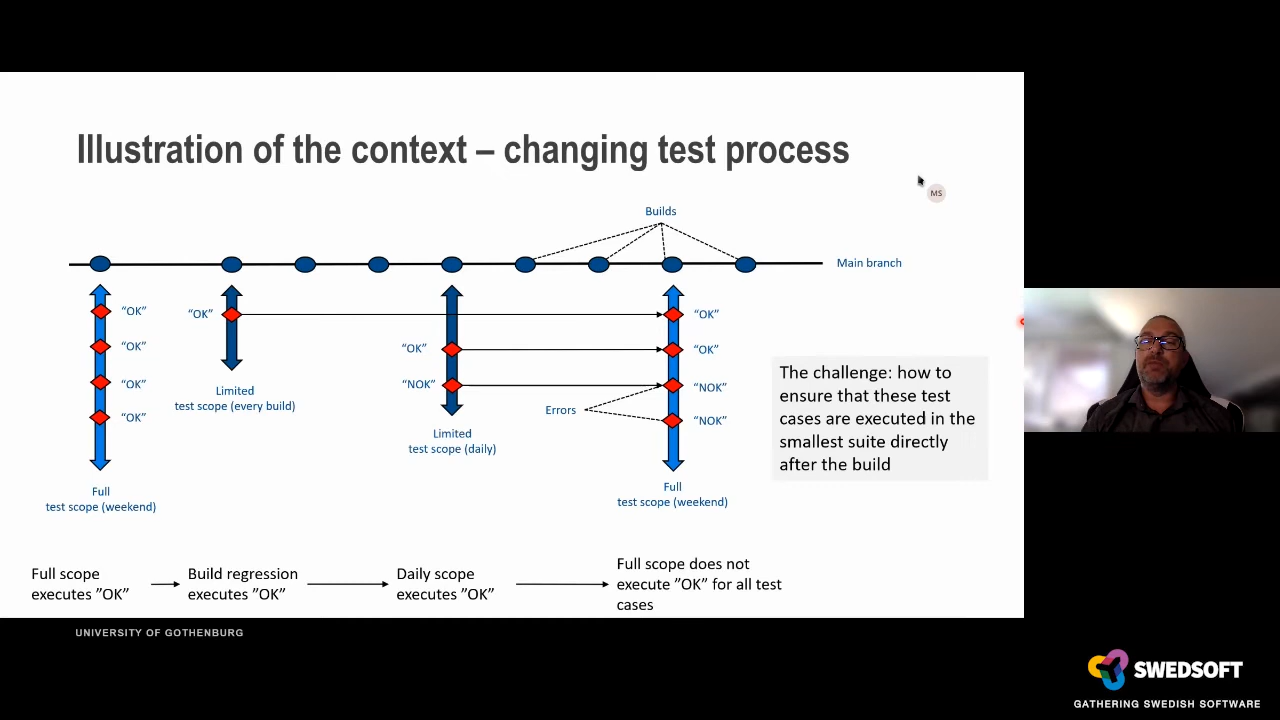 Illustration of the context – changing test process
MS
Builds
Main branch
"OK"
"OK"
"OK"
"OK"
Full
test scope (weekend)
"OK"
Limited
test scope (every build)
"OK"
"NOK"
Limited
test scope (daily)
Errors
"OK"
"OK"
"NOK"
"NOK"
Full
test scope (weekend)
The challenge: how to
ensure that these test
cases are executed in the
smallest suite directly
after the build
Full scope
executes ”OK”
Build regression
executes ”OK”
Daily scope
executes ”OK”
Full scope does not
execute ”OK” for all test
cases
UNIVERSITY OF GOTHENBURG
SWEDSOFT
GATHERING SWEDISH SOFTWARE